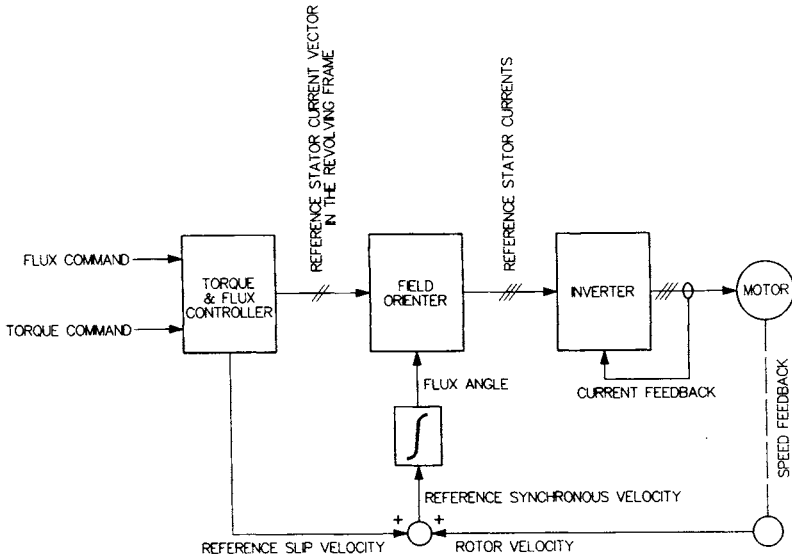 REFERENCE STATOR CURRENT VECTOR
IN THE REVOLVING FRAME
REFERENCE STATOR CURRENTS
FLUX COMMAND
TORQUE COMMAND
TORQUE
& FLUX
CONTROLLER
FIELD
ORIENTER
INVERTER
MOTOR
FLUX ANGLE
CURRENT FEEDBACK
SPEED FEEDBACK
∫
REFERENCE SYNCHRONOUS VELOCITY
+
+
REFERENCE SLIP VELOCITY
ROTOR VELOCITY